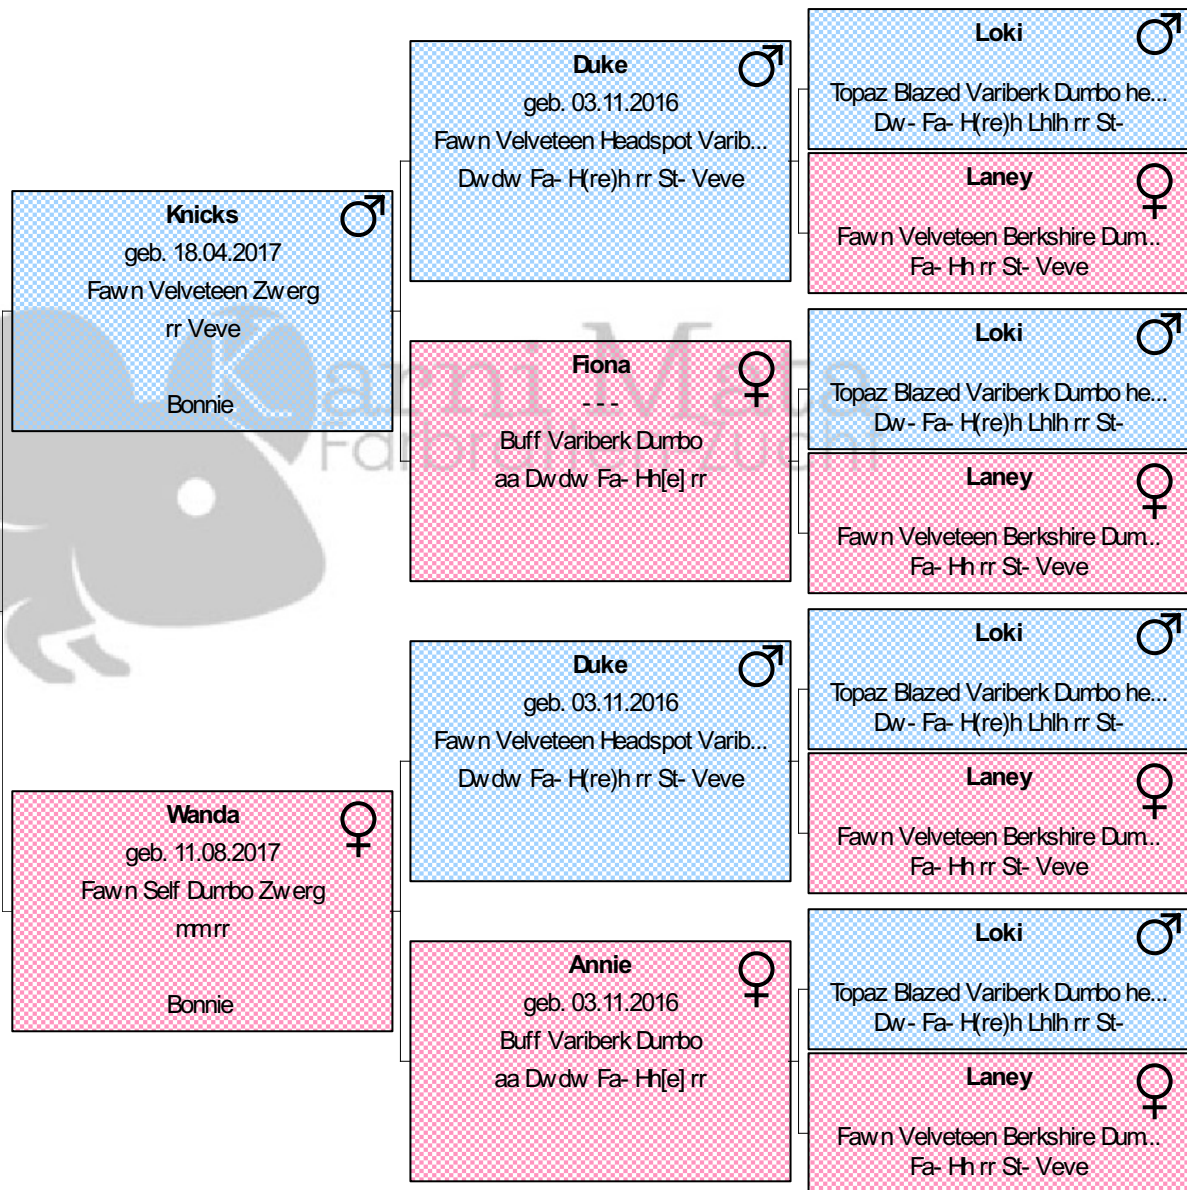 Knicks
geb. 18.04.2017
Fawn Velveteen Zwerg
rr Veve
Bonnie
Wanda
geb. 11.08.2017
Fawn Self Dumbo Zwerg
mm rr
Bonnie
Duke
geb. 03.11.2016
Fawn Velveteen Headspot Varib...
Dwdw Fa- H(re)h rr St- Veve
Fiona
---
Buff Variberk Dumbo
aa Dwdw Fa- Hh[e] rr
Duke
geb. 03.11.2016
Fawn Velveteen Headspot Varib...
Dwdw Fa- H(re)h rr St- Veve
Annie
geb. 03.11.2016
Buff Variberk Dumbo
aa Dwdw Fa- Hh[e] rr
Loki
Topaz Blazed Variberk Dumbo he...
Dw- Fa- H(re)h Lhlh rr St-
Laney
Fawn Velveteen Berkshire Dum...
Fa- Hh rr St- Veve
Loki
Topaz Blazed Variberk Dumbo he...
Dw- Fa- H(re)h Lhlh rr St-
Laney
Fawn Velveteen Berkshire Dum...
Fa- Hh rr St- Veve
Loki
Topaz Blazed Variberk Dumbo he...
Dw- Fa- H(re)h Lhlh rr St-
Laney
Fawn Velveteen Berkshire Dum...
Fa- Hh rr St- Veve
Loki
Topaz Blazed Variberk Dumbo he...
Dw- Fa- H(re)h Lhlh rr St-
Laney
Fawn Velveteen Berkshire Dum...
Fa- Hh rr St- Veve
Karni Mata